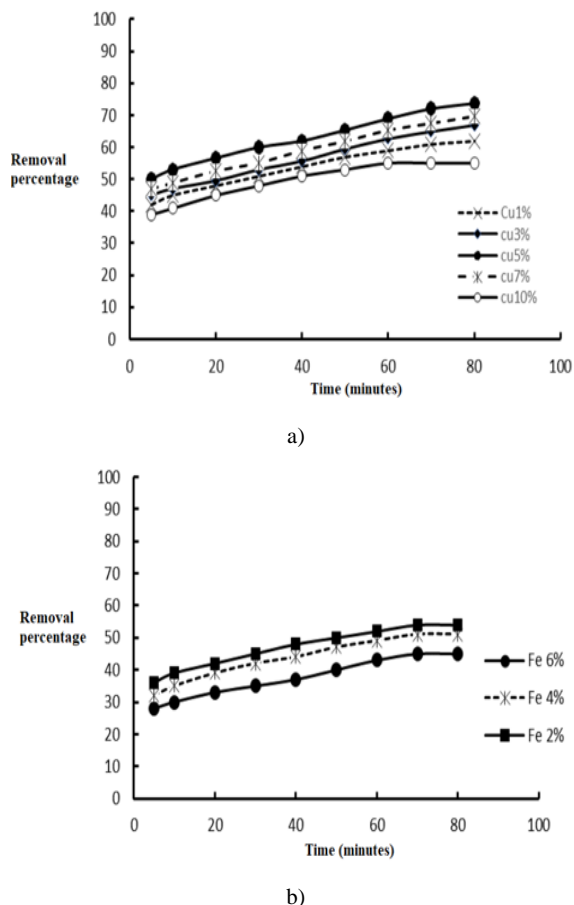 100
90
80
70
60
50
40
30
20
10
0
Removal
percentage
Cu1%
cu3%
cu5%
cu7%
cu10%
0 20 40 60 80 100
Time (minutes)
a)
100
90
80
70
60
50
40
30
20
10
0
Removal
percentage
Fe 6%
Fe 4%
Fe 2%
0 20 40 60 80 100
Time (minutes)
b)